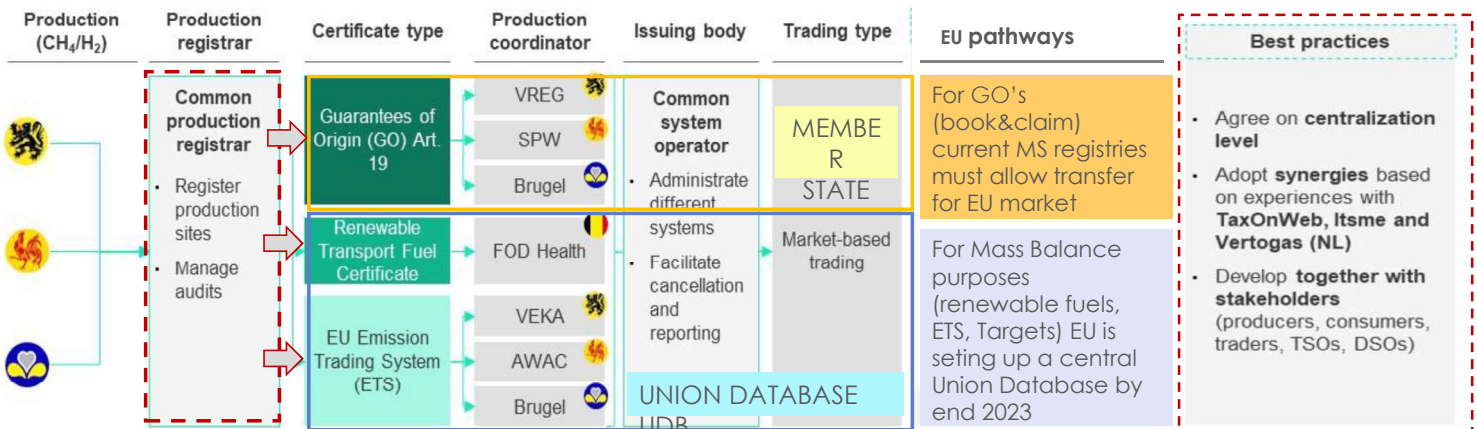 Production
(CH₄/H₂)
Production
registrar
Certificate type
Production
coordinator
Issuing body
Trading type
EU pathways
Best practices
Common
production
registrar
• Register
production
sites
• Manage
audits
Guarantees of
Origin (GO) Art.
19
Renewable
Transport Fuel
Certificate
EU Emission
Trading System
(ETS)
VREG
SPW
Brugel
FOD Health
VEKA
AWAC
Brugel
Common
system
operator
• Administrate
different
systems
• Facilitate
cancellation
and
reporting
MEMBE
R
STATE
Market-based
trading
UNION DATABASE
UDB
For GO's
(book&claim)
current MS registries
must allow transfer
for EU market
For Mass Balance
purposes
(renewable fuels,
ETS, Targets) EU is
seting up a central
Union Database by
end 2023
• Agree on centralization
level
• Adopt synergies based
on experiences with
TaxOnWeb, Itsme and
Vertogas (NL)
• Develop together with
stakeholders
(producers, consumers,
traders, TSOs, DSOs)